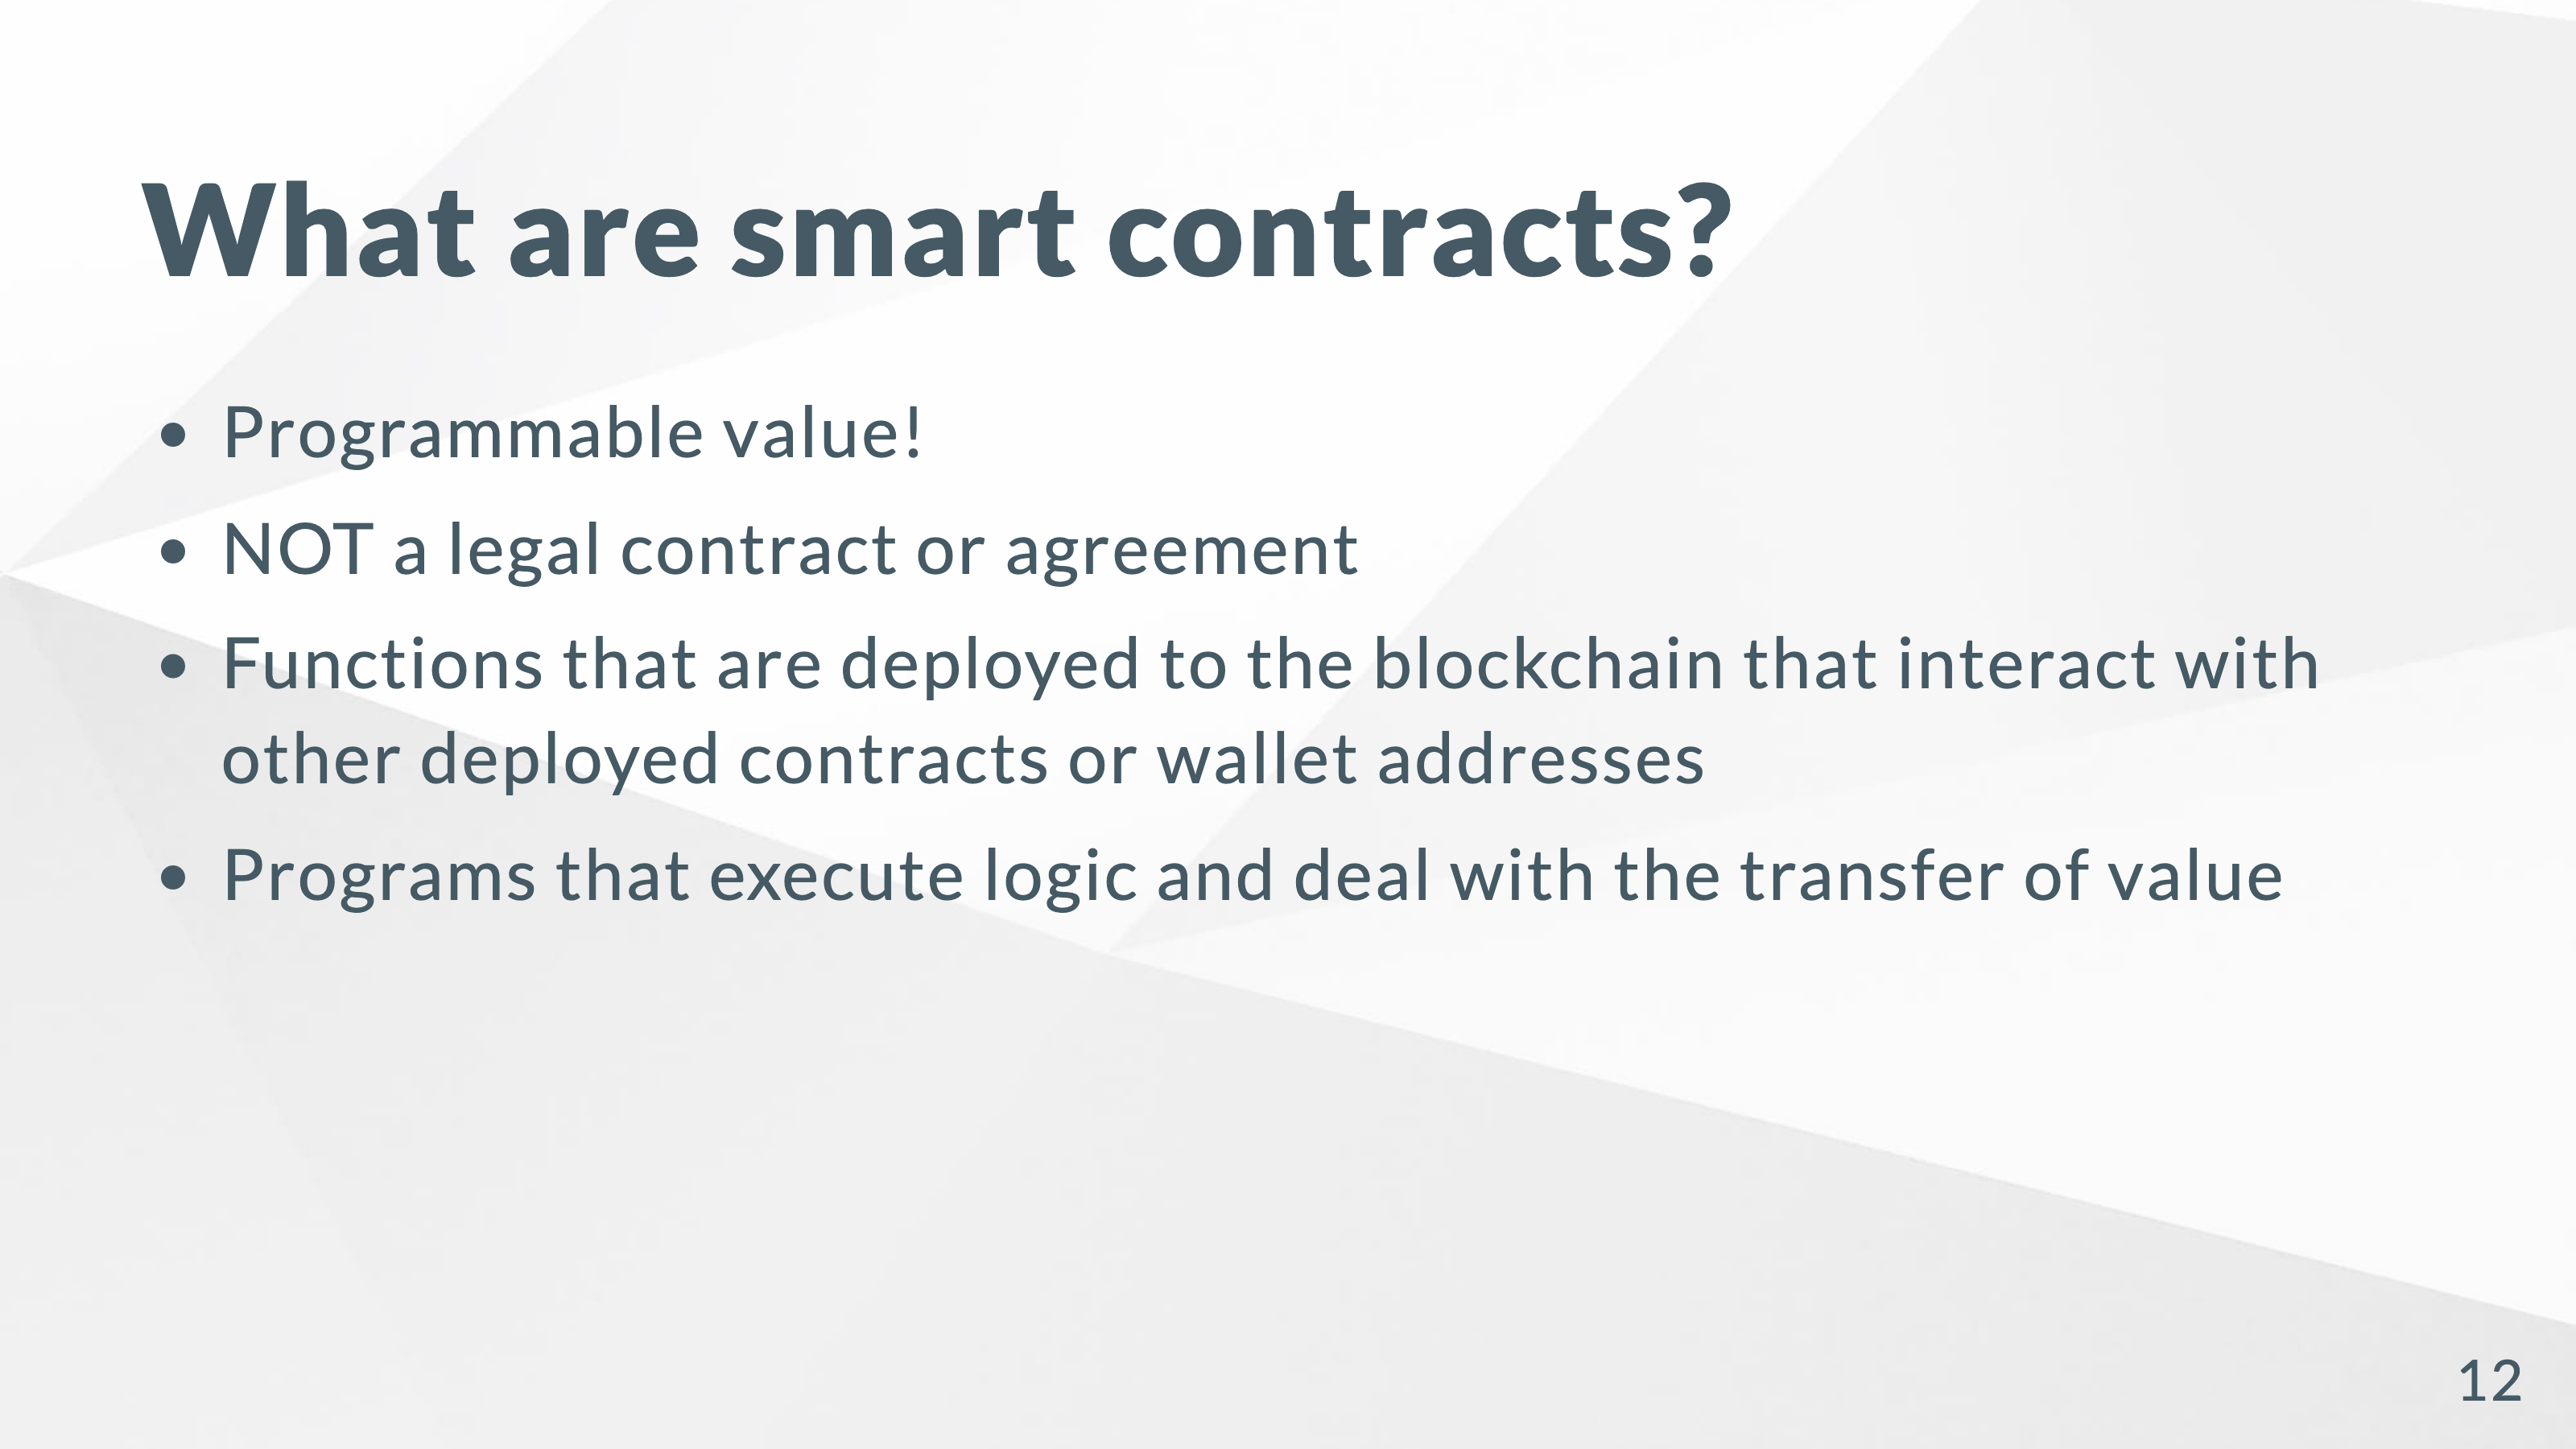 What are smart contracts?
• Programmable value!
• NOT a legal contract or agreement
• Functions that are deployed to the blockchain that interact with
other deployed contracts or wallet addresses
• Programs that execute logic and deal with the transfer of value
12